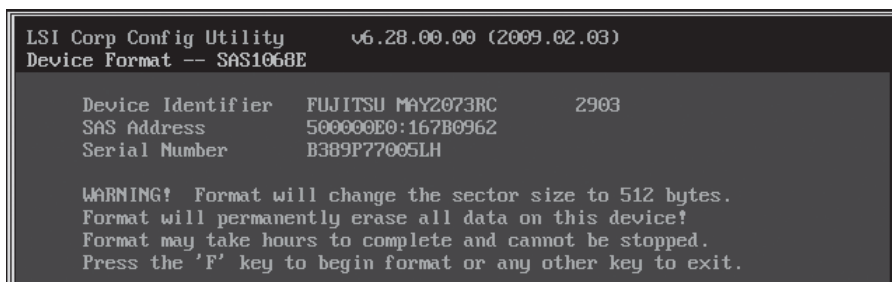 LSI Corp Config Utility v6.28.00.00 (2009.02.03)
Device Format -- SAS1068E
Device Identifier FUJITSU MAY2073RC 2903
SAS Address 500000E0:167B0962
Serial Number B389P77005LH
WARNING! Format will change the sector size to 512 bytes.
Format will permanently erase all data on this device!
Format may take hours to complete and cannot be stopped.
Press the 'F' key to begin format or any other key to exit.